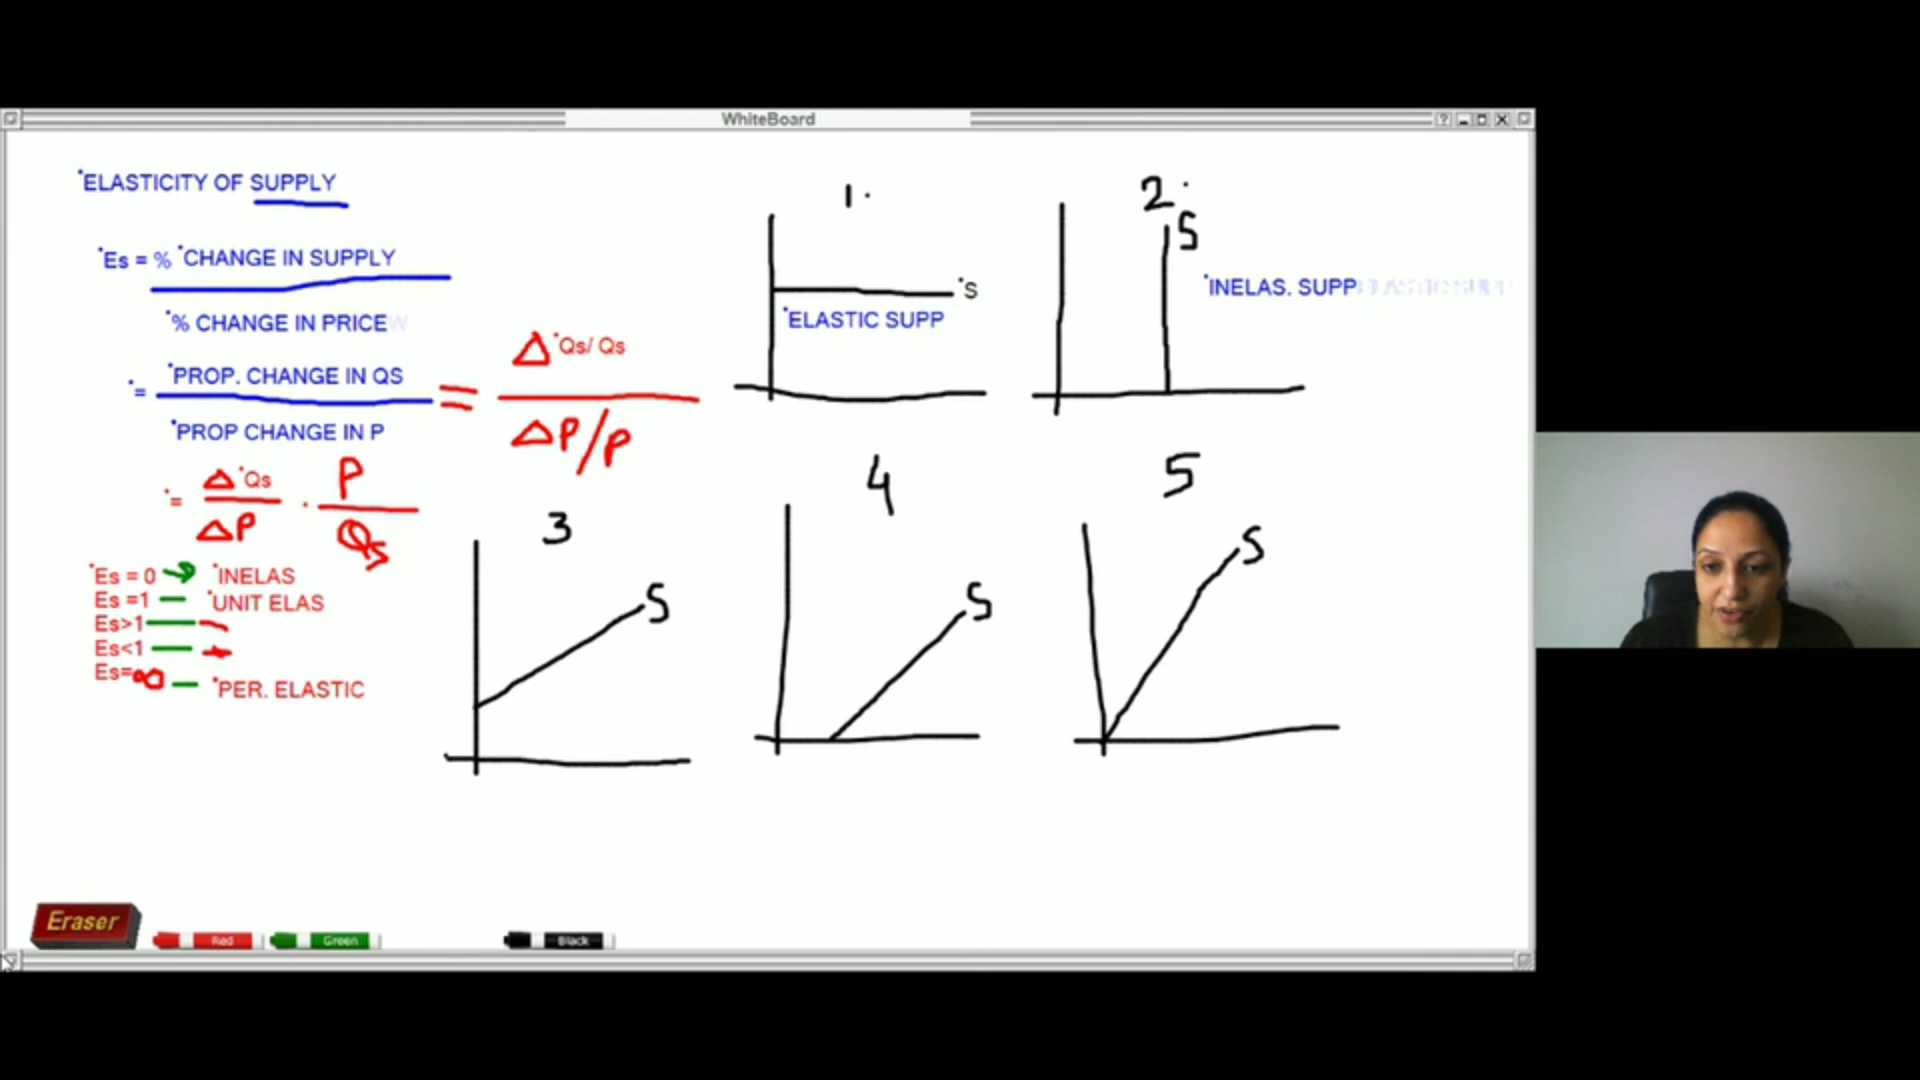 WhiteBoard
ELASTICITY OF SUPPLY
Es = % CHANGE IN SUPPLY
% CHANGE IN PRICE
= PROP. CHANGE IN QS = Δ Qs/ Qs
PROP CHANGE IN P ΔP/P
= Δ Qs . P
ΔP Qs
Es = 0 → INELAS
Es =1 — UNIT ELAS
Es>1 —
Es<1 —
Es=∞ — PER. ELASTIC
1.
S
ELASTIC SUPP
2.
S
INELAS. SUPP
3
S
4
S
5
S
Eraser
Red
Green
Black